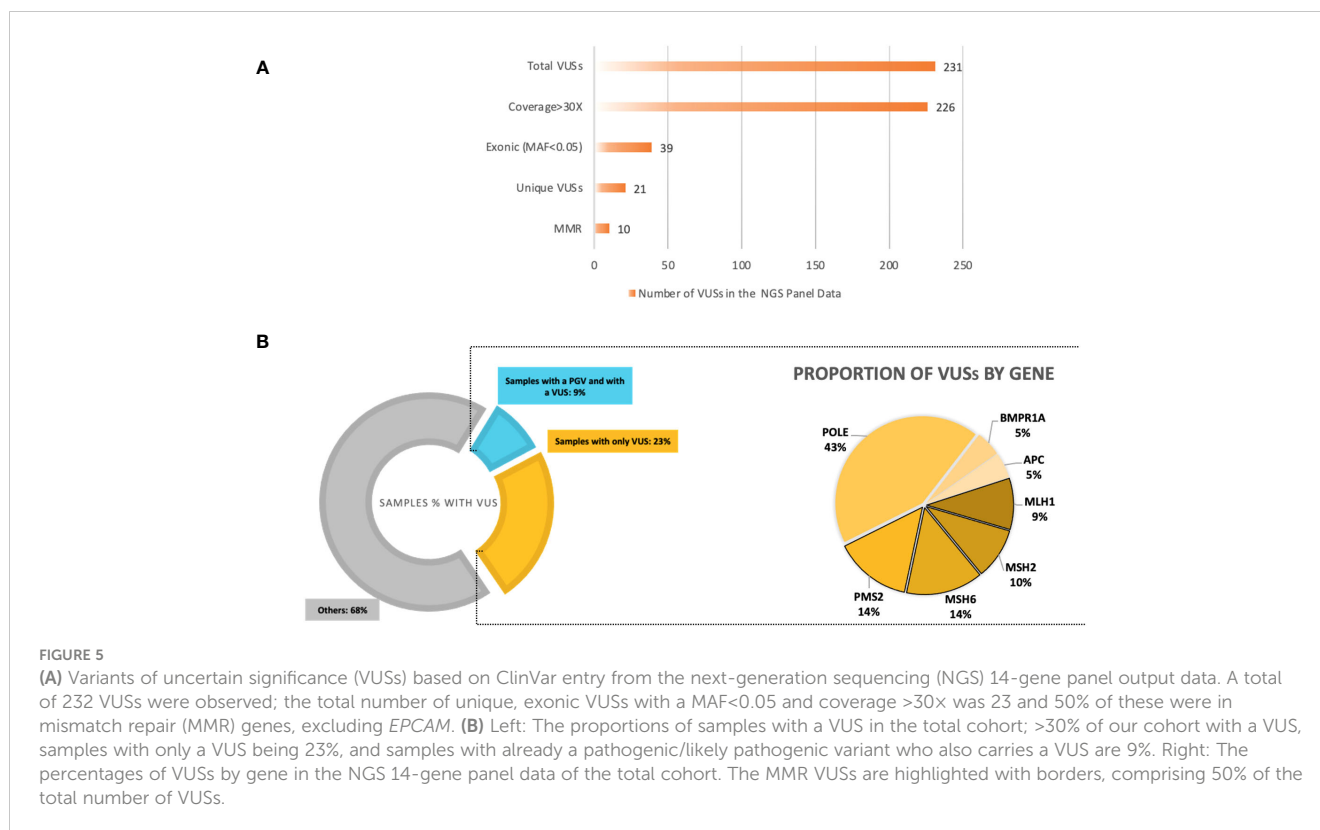 A
Total VUSs
231
Coverage>30X
226
Exonic (MAF<0.05)
39
Unique VUSs
21
MMR
10
0 50 100 150 200 250
Number of VUSs in the NGS Panel Data
B
Samples with a PGV and with
a VUS: 9%
Samples with only VUS: 23%
SAMPLES % WITH VUS
Others: 68%
PROPORTION OF VUSs BY GENE
POLE
43%
BMPR1A
5%
APC
5%
MLH1
9%
MSH2
10%
MSH6
14%
PMS2
14%
FIGURE 5
(A) Variants of uncertain significance (VUSs) based on ClinVar entry from the next-generation sequencing (NGS) 14-gene panel output data. A total
of 232 VUSs were observed; the total number of unique, exonic VUSs with a MAF<0.05 and coverage >30× was 23 and 50% of these were in
mismatch repair (MMR) genes, excluding EPCAM. (B) Left: The proportions of samples with a VUS in the total cohort; >30% of our cohort with a VUS,
samples with only a VUS being 23%, and samples with already a pathogenic/likely pathogenic variant who also carries a VUS are 9%. Right: The
percentages of VUSs by gene in the NGS 14-gene panel data of the total cohort. The MMR VUSs are highlighted with borders, comprising 50% of the
total number of VUSs.